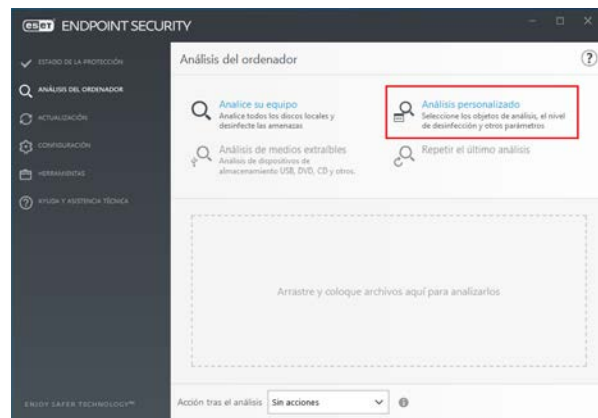 eset ENDPOINT SECURITY
ESTADO DE LA PROTECCIÓN
ANÁLISIS DEL ORDENADOR
ACTUALIZACIÓN
CONFIGURACIÓN
HERRAMIENTAS
AYUDA Y ASISTENCIA TÉCNICA
ENJOY SAFER TECHNOLOGY™
Análisis del ordenador
?
Analice su equipo
Analice todos los discos locales y
desinfecte las amenazas
Análisis personalizado
Seleccione los objetos de análisis, el nivel
de desinfección y otros parámetros
Análisis de medios extraíbles
Análisis de dispositivos de
almacenamiento USB, DVD, CD y otros.
Repetir el último análisis
Arrastre y coloque archivos aquí para analizarlos
Acción tras el análisis Sin acciones